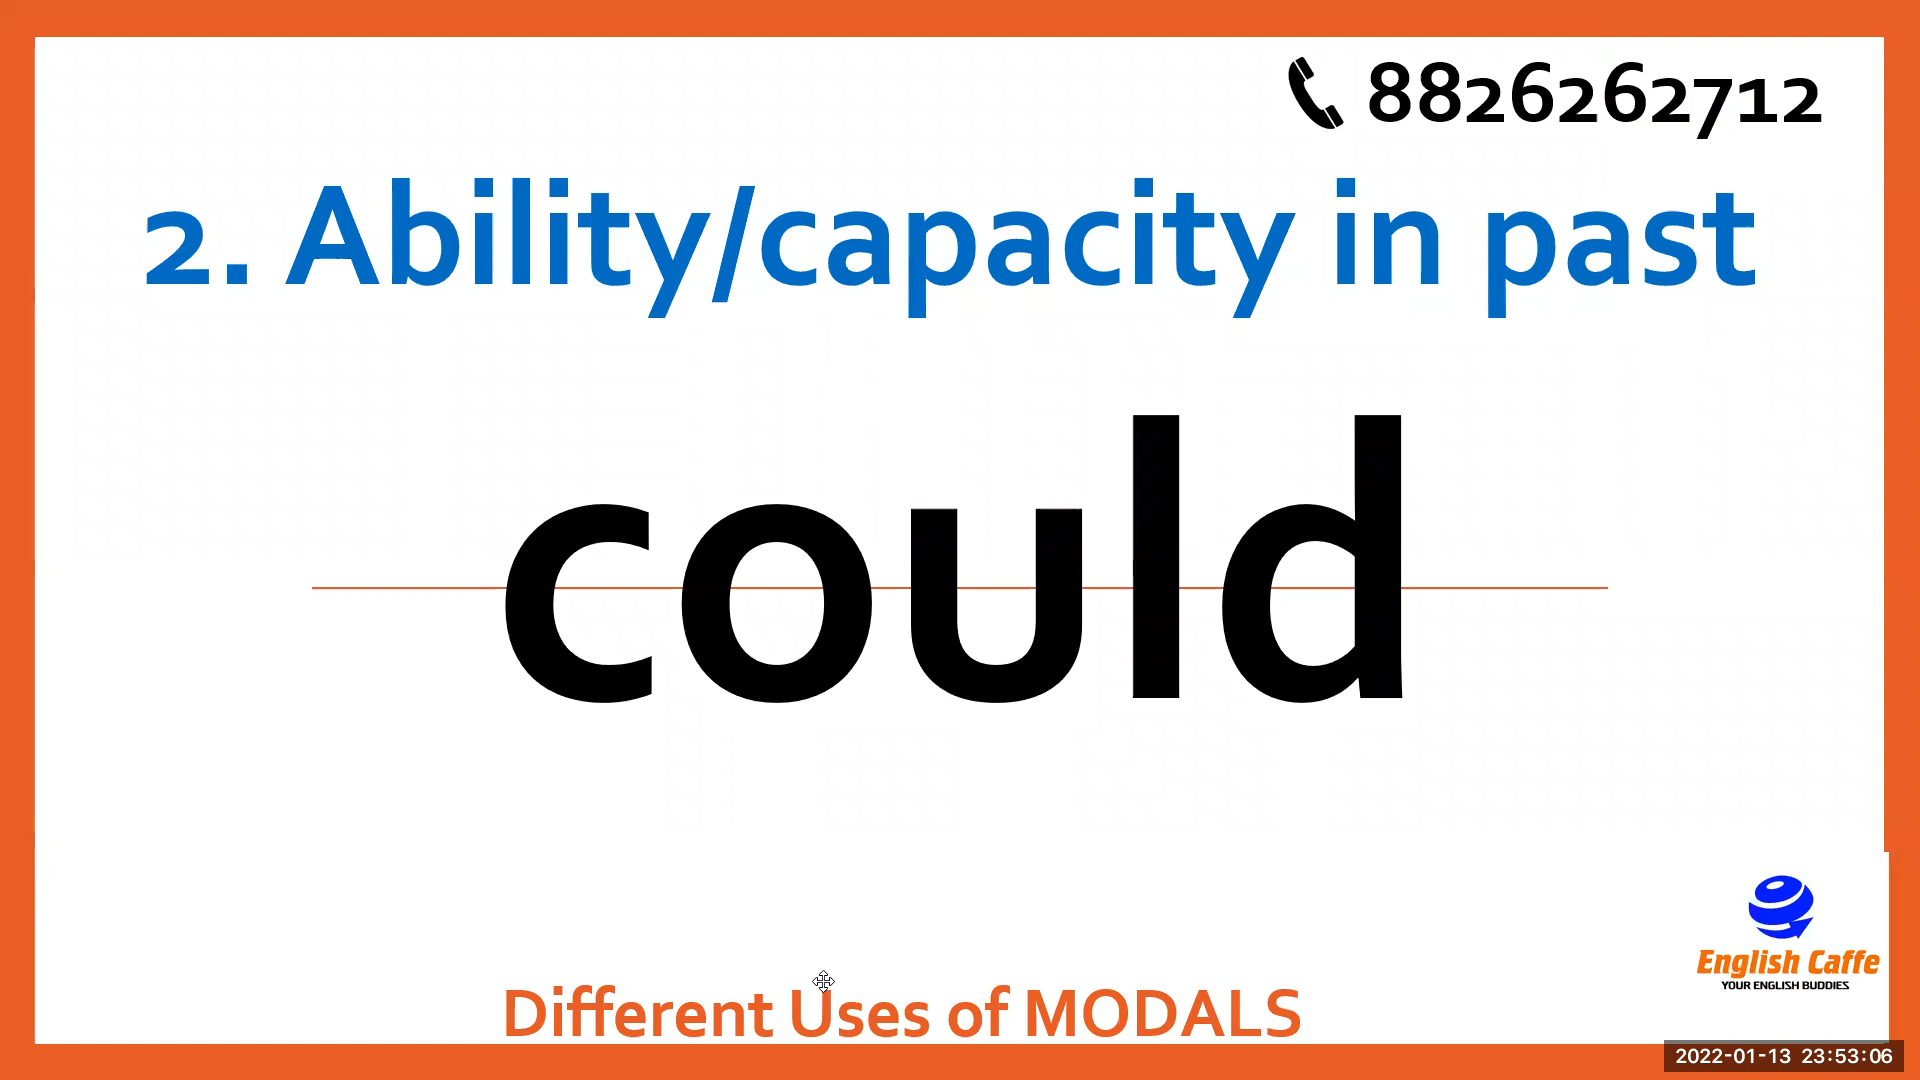 8826262712
2. Ability/capacity in past
could
English Caffe
YOUR ENGLISH BUDDIES
Different Uses of MODALS
2022-01-13 23:53:06